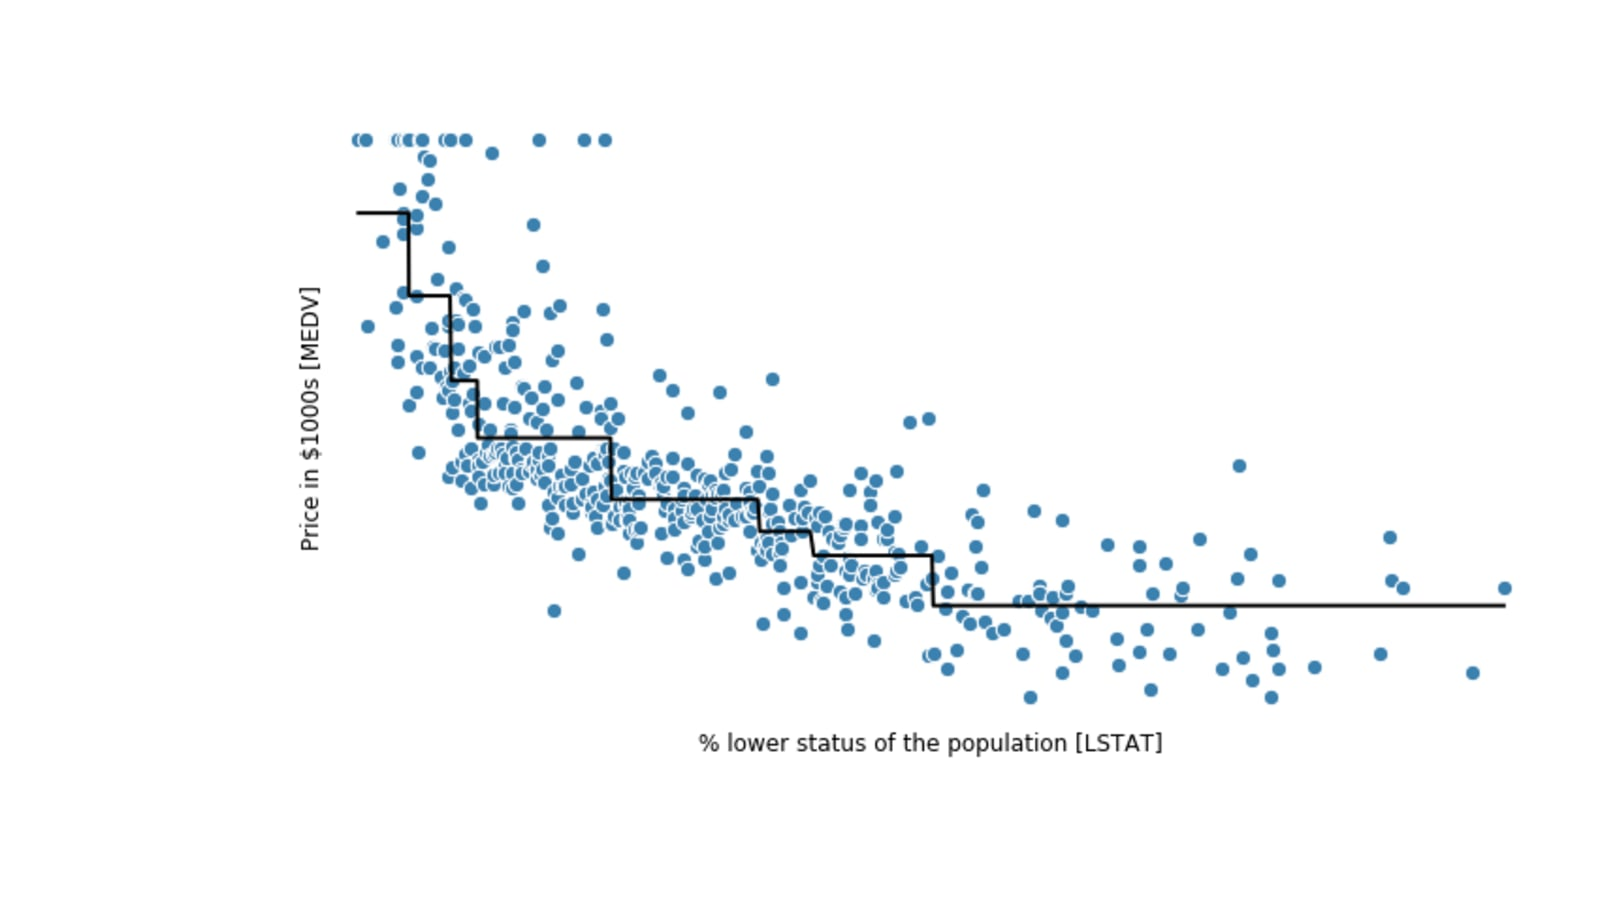 Price in $1000s [MEDV]
% lower status of the population [LSTAT]